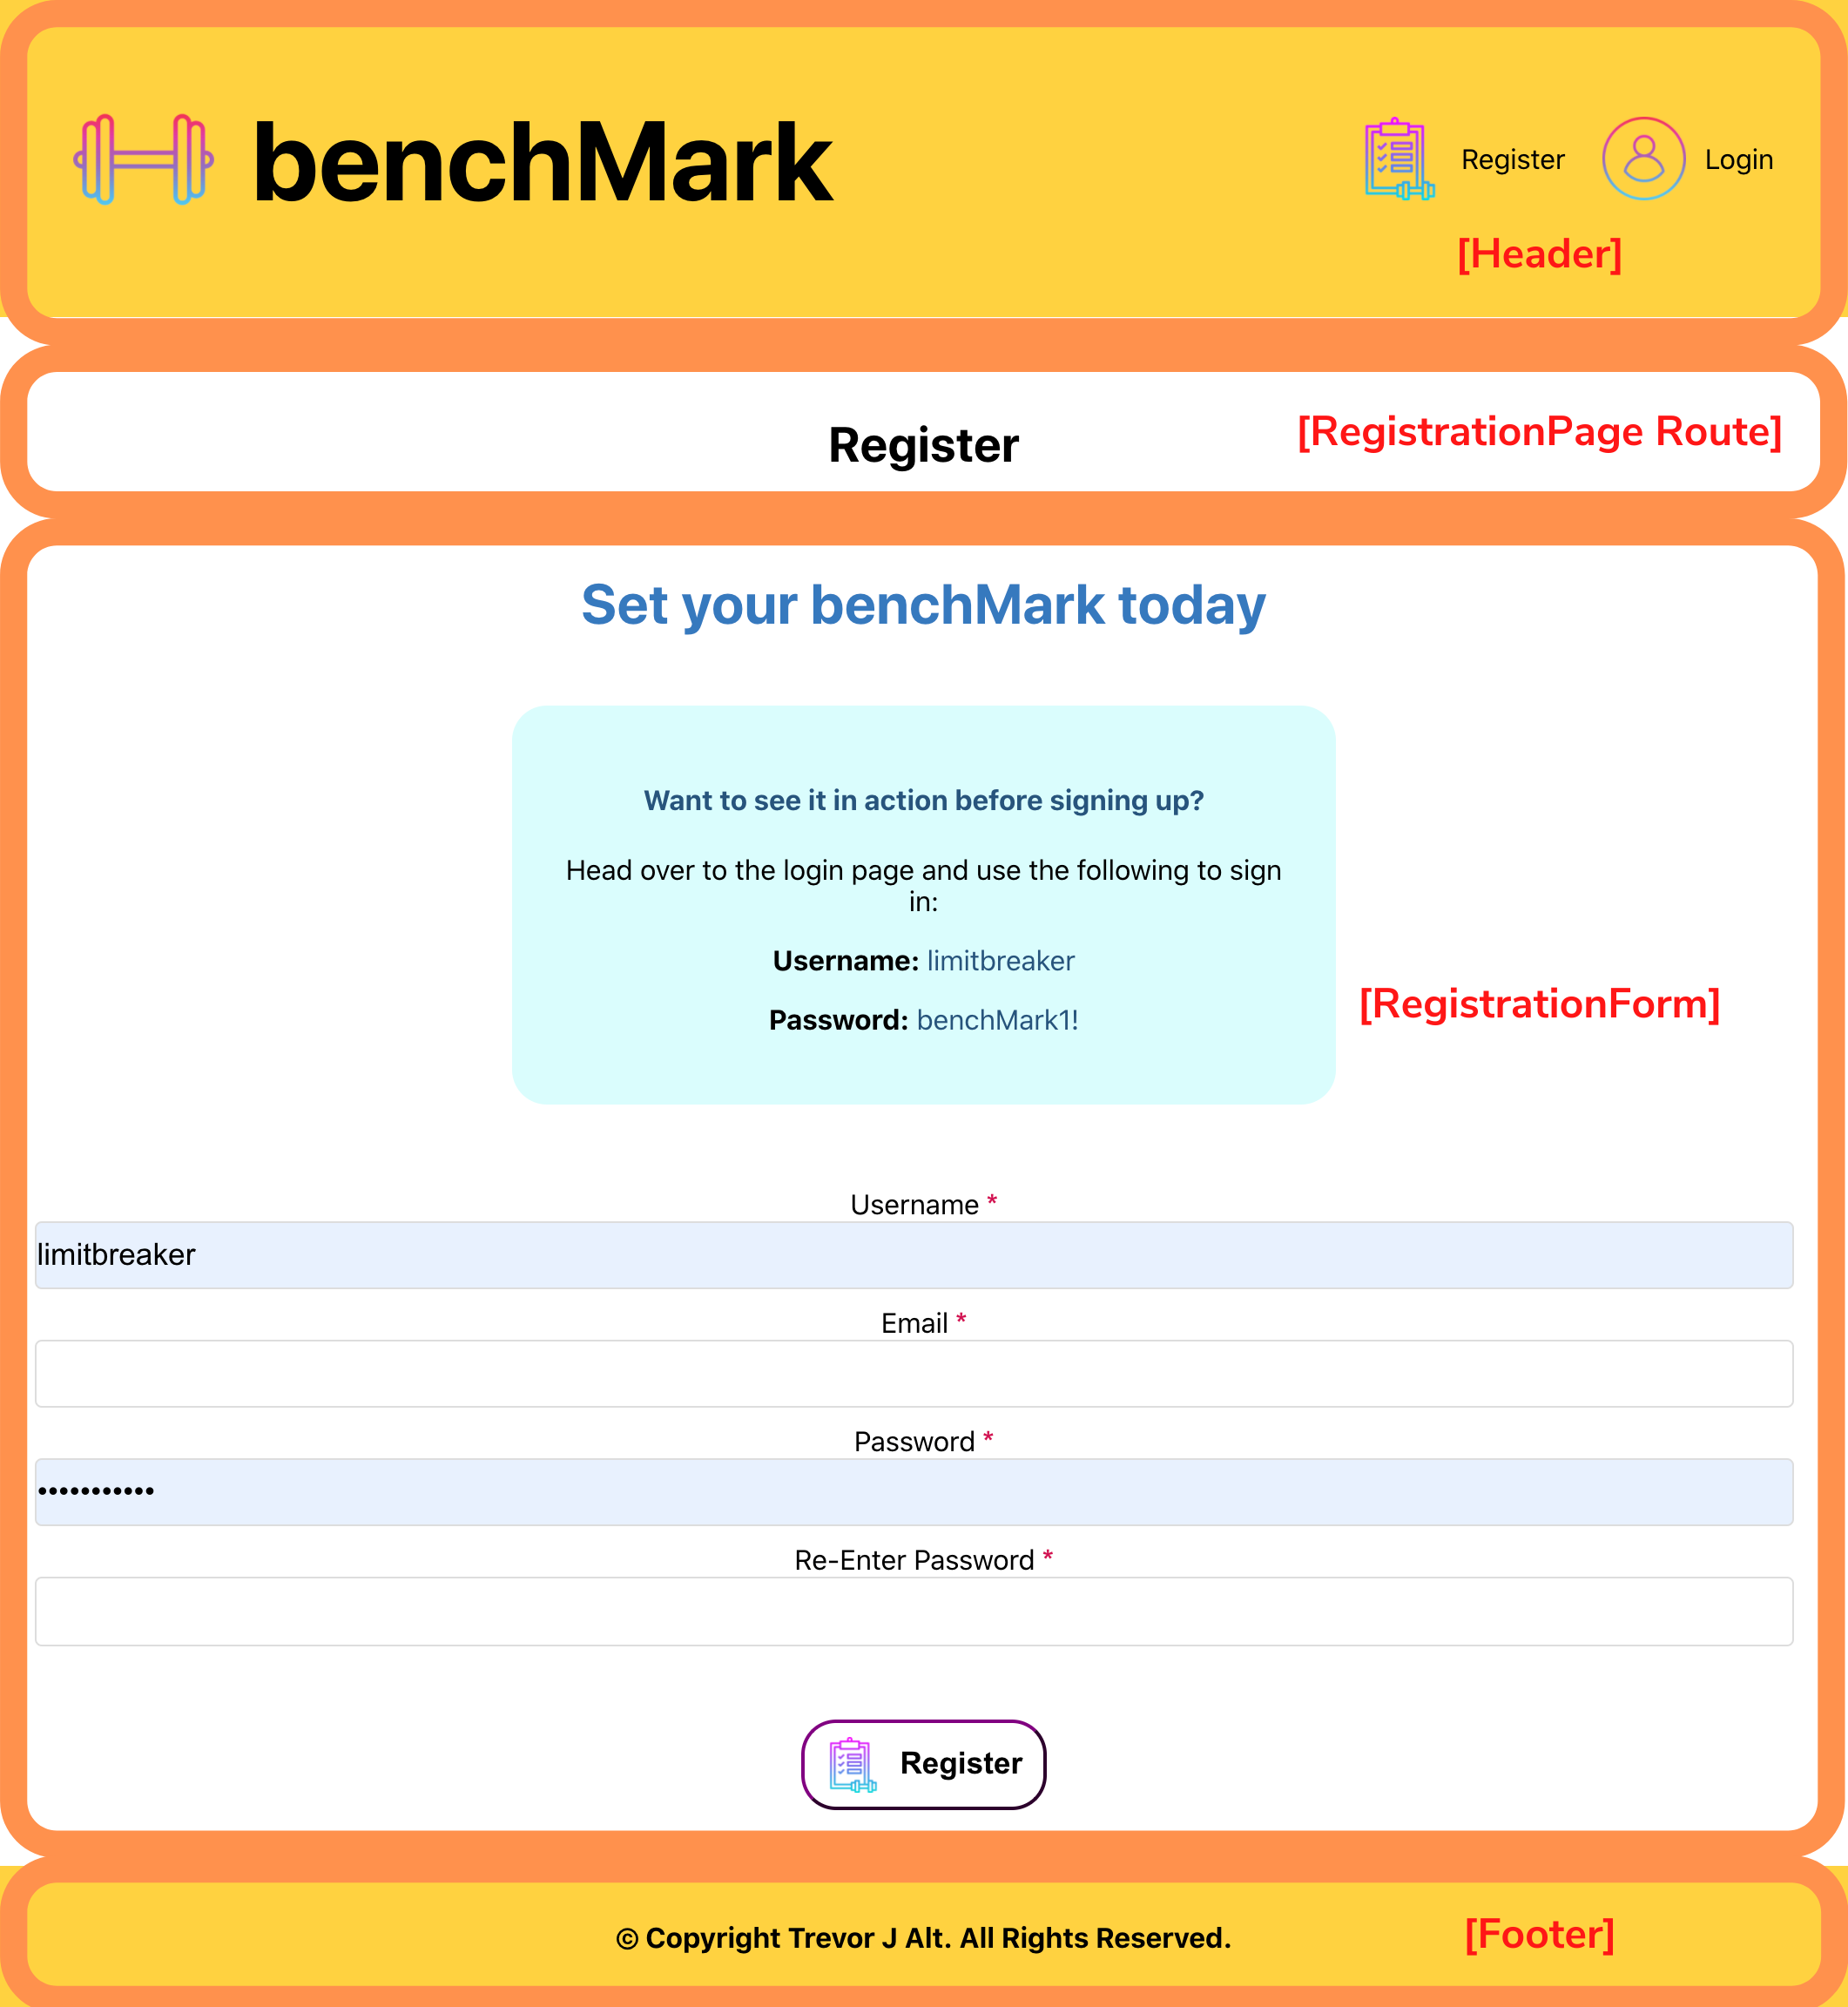 benchMark
Register
Login
[Header]
Register
[RegistrationPage Route]
Set your benchMark today
Want to see it in action before signing up?
Head over to the login page and use the following to sign
in:
Username: limitbreaker
Password: benchMark1!
[RegistrationForm]
Username *
limitbreaker
Email *
Password *
•••••••••••
Re-Enter Password *
Register
© Copyright Trevor J Alt. All Rights Reserved.
[Footer]